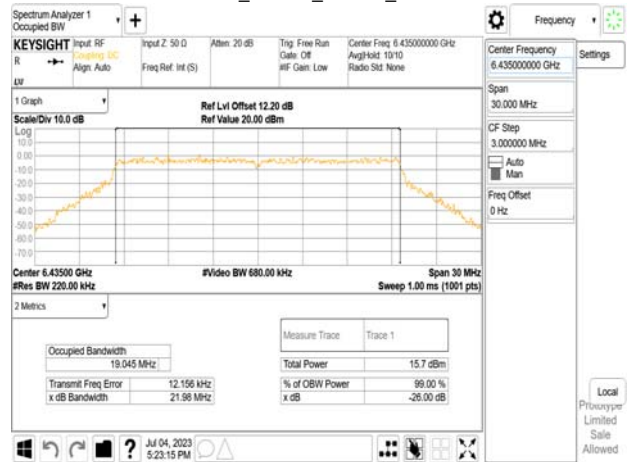 Spectrum Analyzer 1
Occupied BW
Frequency
KEYSIGHT
R
Input: RF
Coupling: DC
Align: Auto
Input Z: 50 Ω
Freq Ref: Int (S)
Atten: 20 dB
Trig: Free Run
Gate: Off
#IF Gain: Low
Center Freq: 6.435000000 GHz
Avg|Hold: 10/10
Radio Std: None
Center Frequency
6.435000000 GHz
Settings
Span
30.000 MHz
CF Step
3.000000 MHz
Auto
Man
Freq Offset
0 Hz
1 Graph
Scale/Div 10.0 dB
Ref Lvl Offset 12.20 dB
Ref Value 20.00 dBm
Log
10.0
0.00
-10.0
-20.0
-30.0
-40.0
-50.0
-60.0
-70.0
Center 6.43500 GHz
#Res BW 220.00 kHz
#Video BW 680.00 kHz
Span 30 MHz
Sweep 1.00 ms (1001 pts)
2 Metrics
Measure Trace
Trace 1
Occupied Bandwidth
19.045 MHz
Total Power
15.7 dBm
Transmit Freq Error
12.156 kHz
% of OBW Power
99.00 %
x dB Bandwidth
21.98 MHz
x dB
-26.00 dB
Local
Prototype
Limited
Sale
Allowed
?
Jul 04, 2023
5:23:15 PM